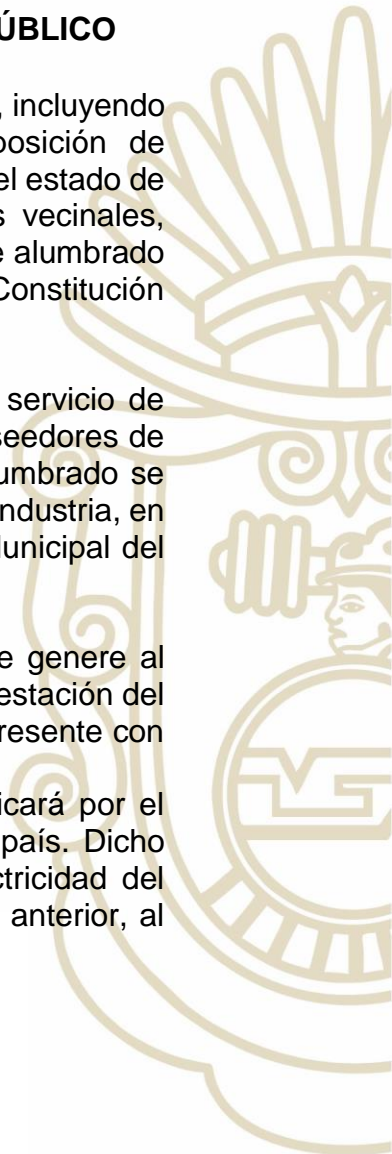 ÚBLICO
, incluyendo
posición de
el estado de
s vecinales,
e alumbrado
Constitución
servicio de
seedores de
umbrado se
ndustria, en
unicipal del
e genere al
estación del
resente con
icará por el
país. Dicho
ctricidad del
anterior, al